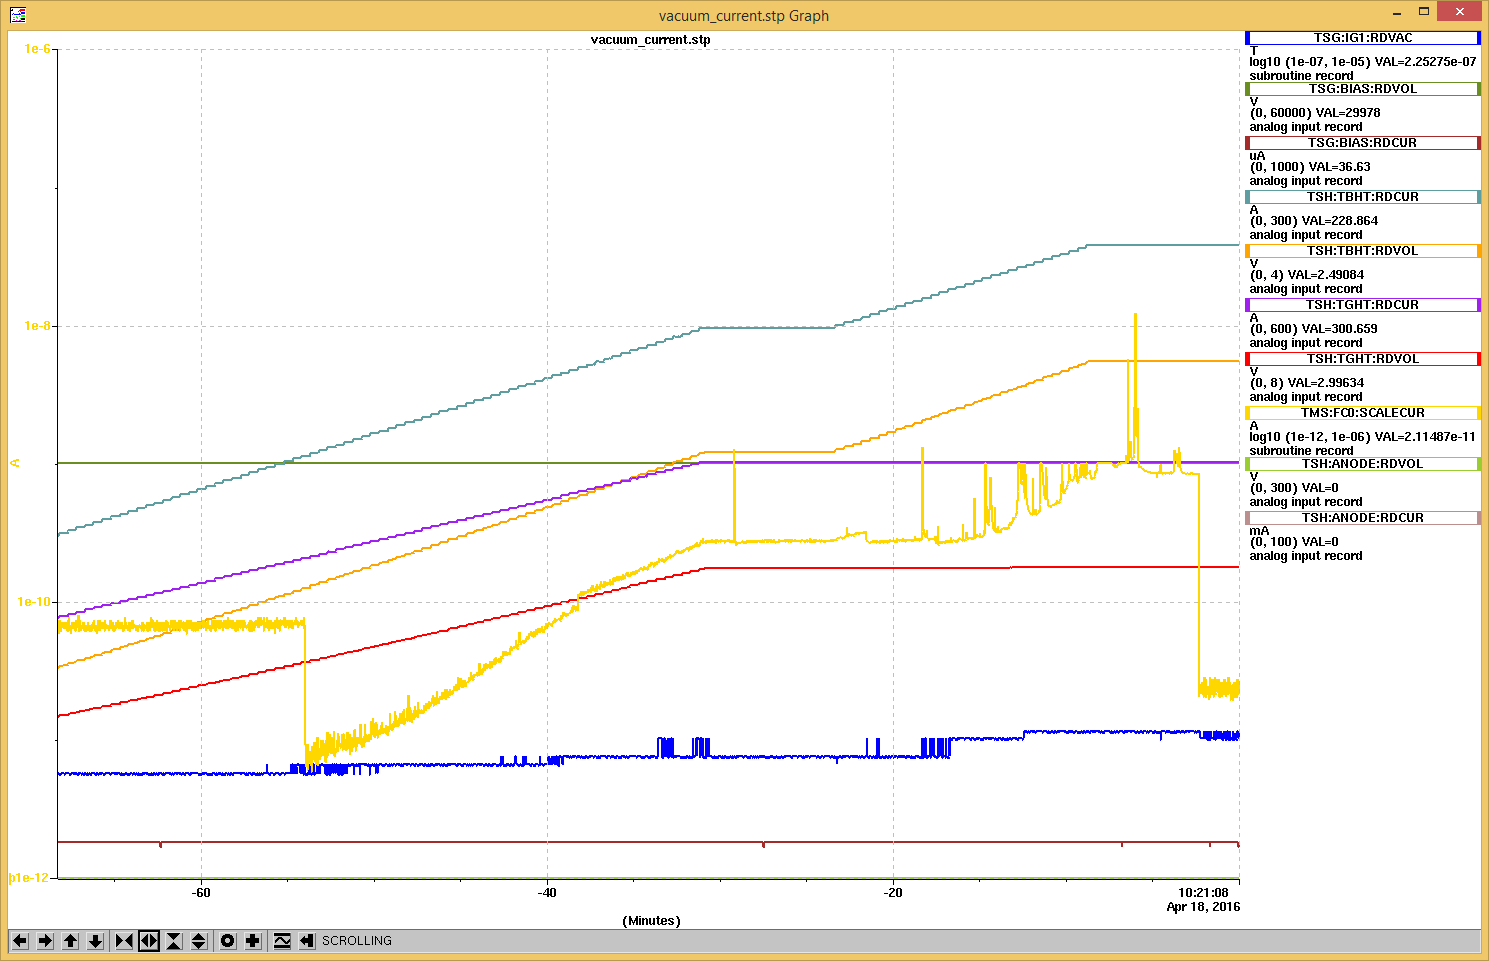 vacuum_current.stp Graph
vacuum_current.stp
1e-6
1e-8
A
1e-10
1e-12
-60
-40
-20
10:21:08
Apr 18, 2016
(Minutes)
TSG:IG1:RDVAC
T
log10 (1e-07, 1e-05) VAL=2.25275e-07
subroutine record
TSG:BIAS:RDVOL
V
(0, 60000) VAL=29978
analog input record
TSG:BIAS:RDCUR
uA
(0, 1000) VAL=36.63
analog input record
TSH:TBHT:RDCUR
A
(0, 300) VAL=228.864
analog input record
TSH:TBHT:RDVOL
V
(0, 4) VAL=2.49084
analog input record
TSH:TGHT:RDCUR
A
(0, 600) VAL=300.659
analog input record
TSH:TGHT:RDVOL
V
(0, 8) VAL=2.99634
analog input record
TMS:FC0:SCALECUR
A
log10 (1e-12, 1e-06) VAL=2.11487e-11
subroutine record
TSH:ANODE:RDVOL
V
(0, 300) VAL=0
analog input record
TSH:ANODE:RDCUR
mA
(0, 100) VAL=0
analog input record
SCROLLING